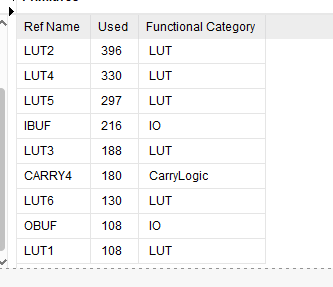 Ref Name Used Functional Category
LUT2 396 LUT
LUT4 330 LUT
LUT5 297 LUT
IBUF 216 IO
LUT3 188 LUT
CARRY4 180 CarryLogic
LUT6 130 LUT
OBUF 108 IO
LUT1 108 LUT